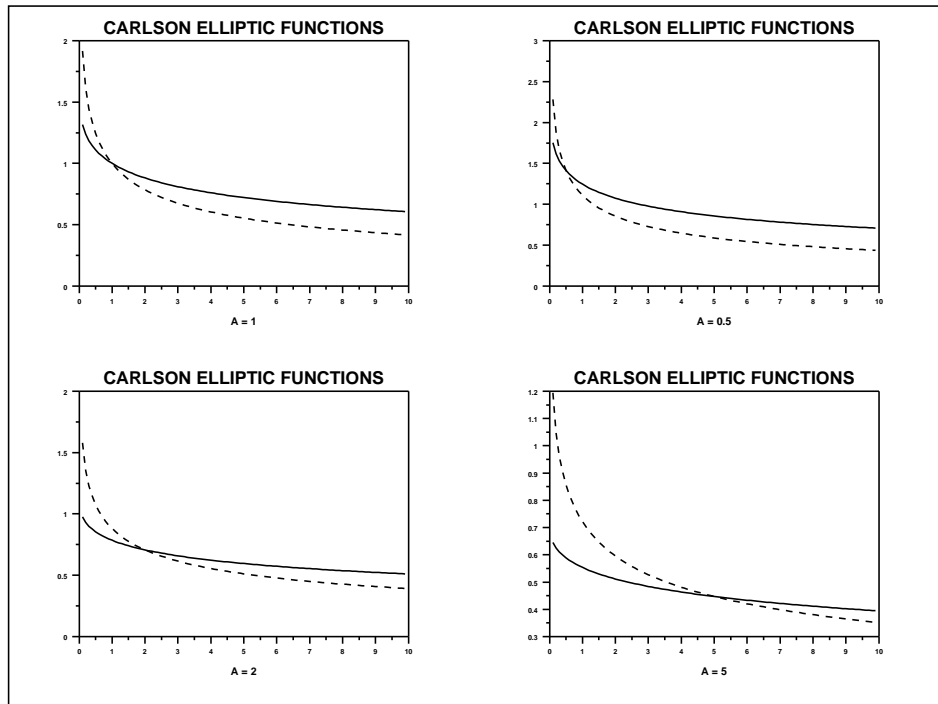 CARLSON ELLIPTIC FUNCTIONS
2
1.5
1
0.5
0
0 1 2 3 4 5 6 7 8 9 10
A = 1
CARLSON ELLIPTIC FUNCTIONS
3
2.5
2
1.5
1
0.5
0
0 1 2 3 4 5 6 7 8 9 10
A = 0.5
CARLSON ELLIPTIC FUNCTIONS
2
1.5
1
0.5
0
0 1 2 3 4 5 6 7 8 9 10
A = 2
CARLSON ELLIPTIC FUNCTIONS
1.2
1.1
1
0.9
0.8
0.7
0.6
0.5
0.4
0.3
0 1 2 3 4 5 6 7 8 9 10
A = 5